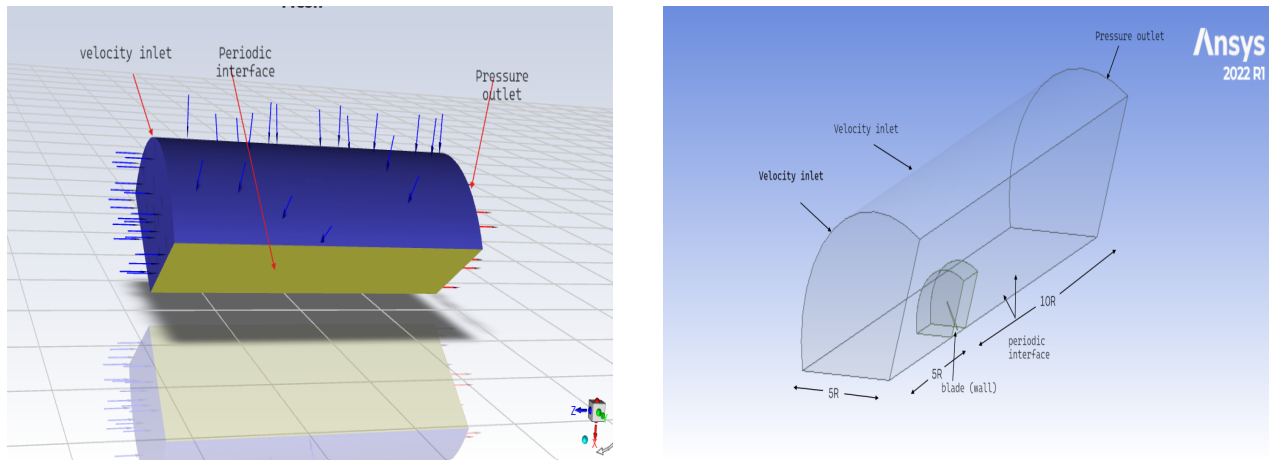 velocity inlet
Periodic
interface
Pressure
outlet
Z
X
Pressure outlet
Ansys
2022 R1
Velocity inlet
Velocity inlet
10R
periodic
interface
5R
blade (wall)
5R